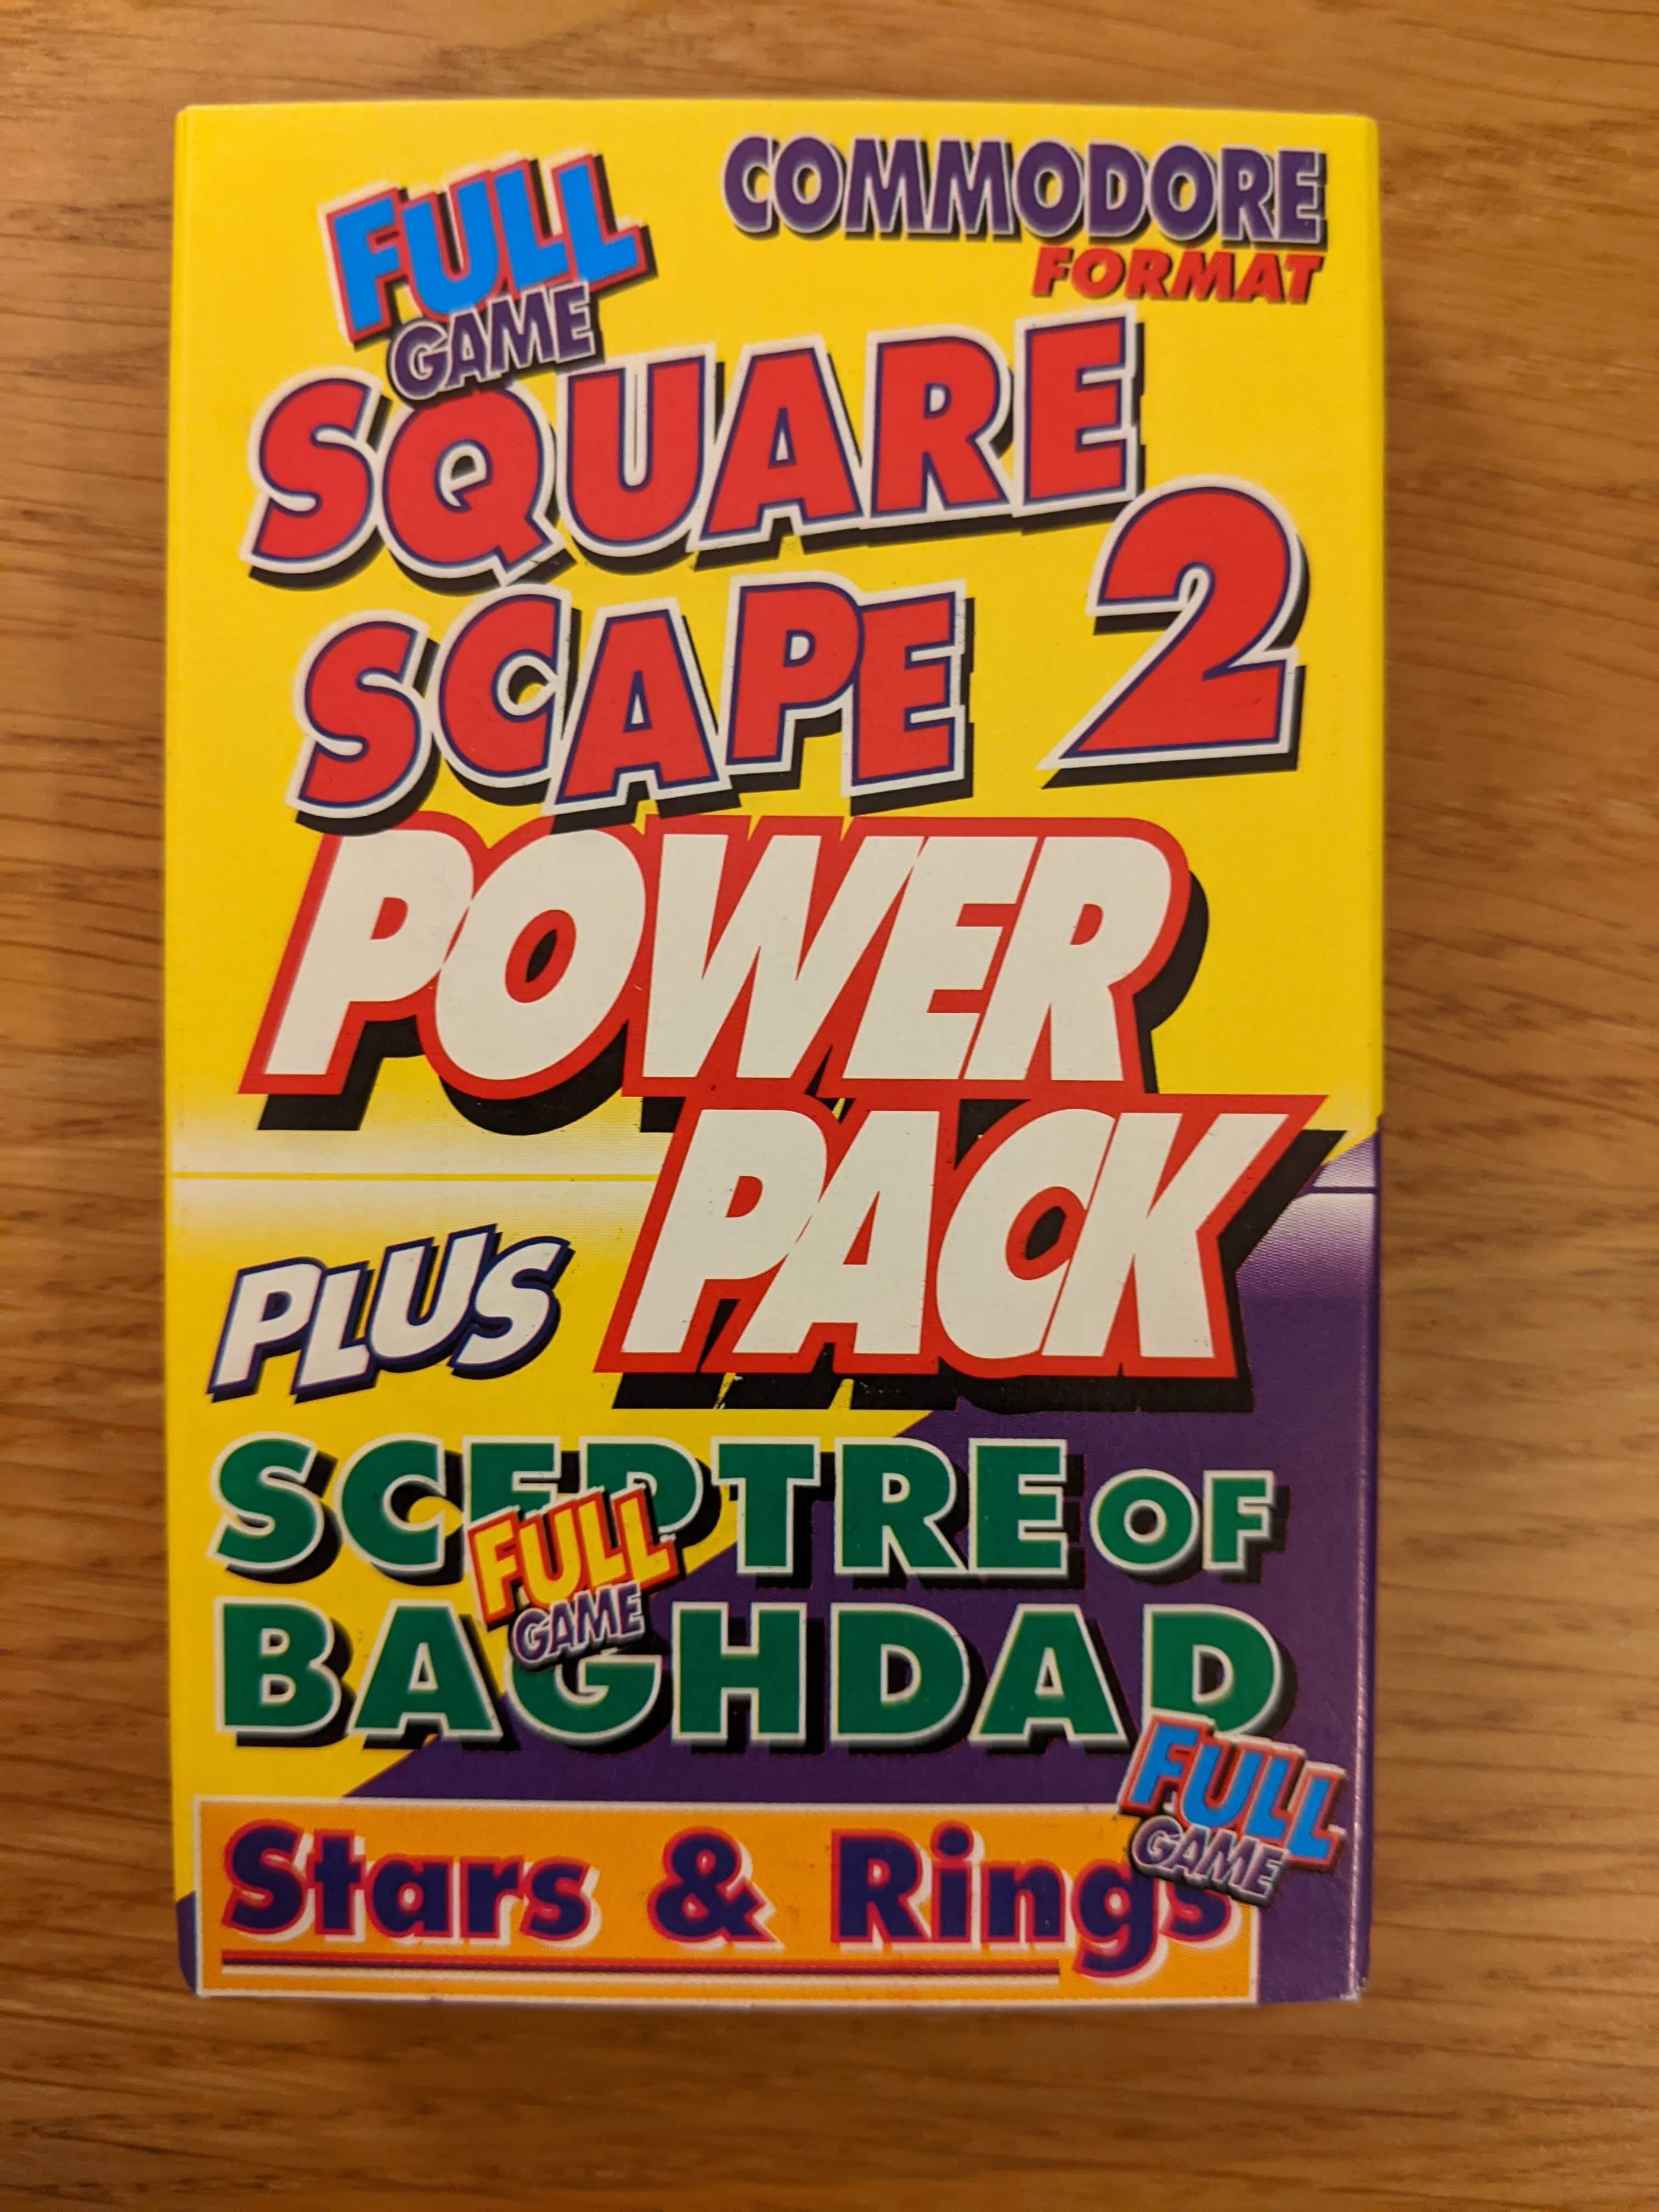 FULL
GAME
COMMODORE
FORMAT
SQUARE
SCAPE 2
POWER
PACK
PLUS
SCEPTRE OF
BAGHDAD
FULL
GAME
Stars & Rings
FULL
GAME